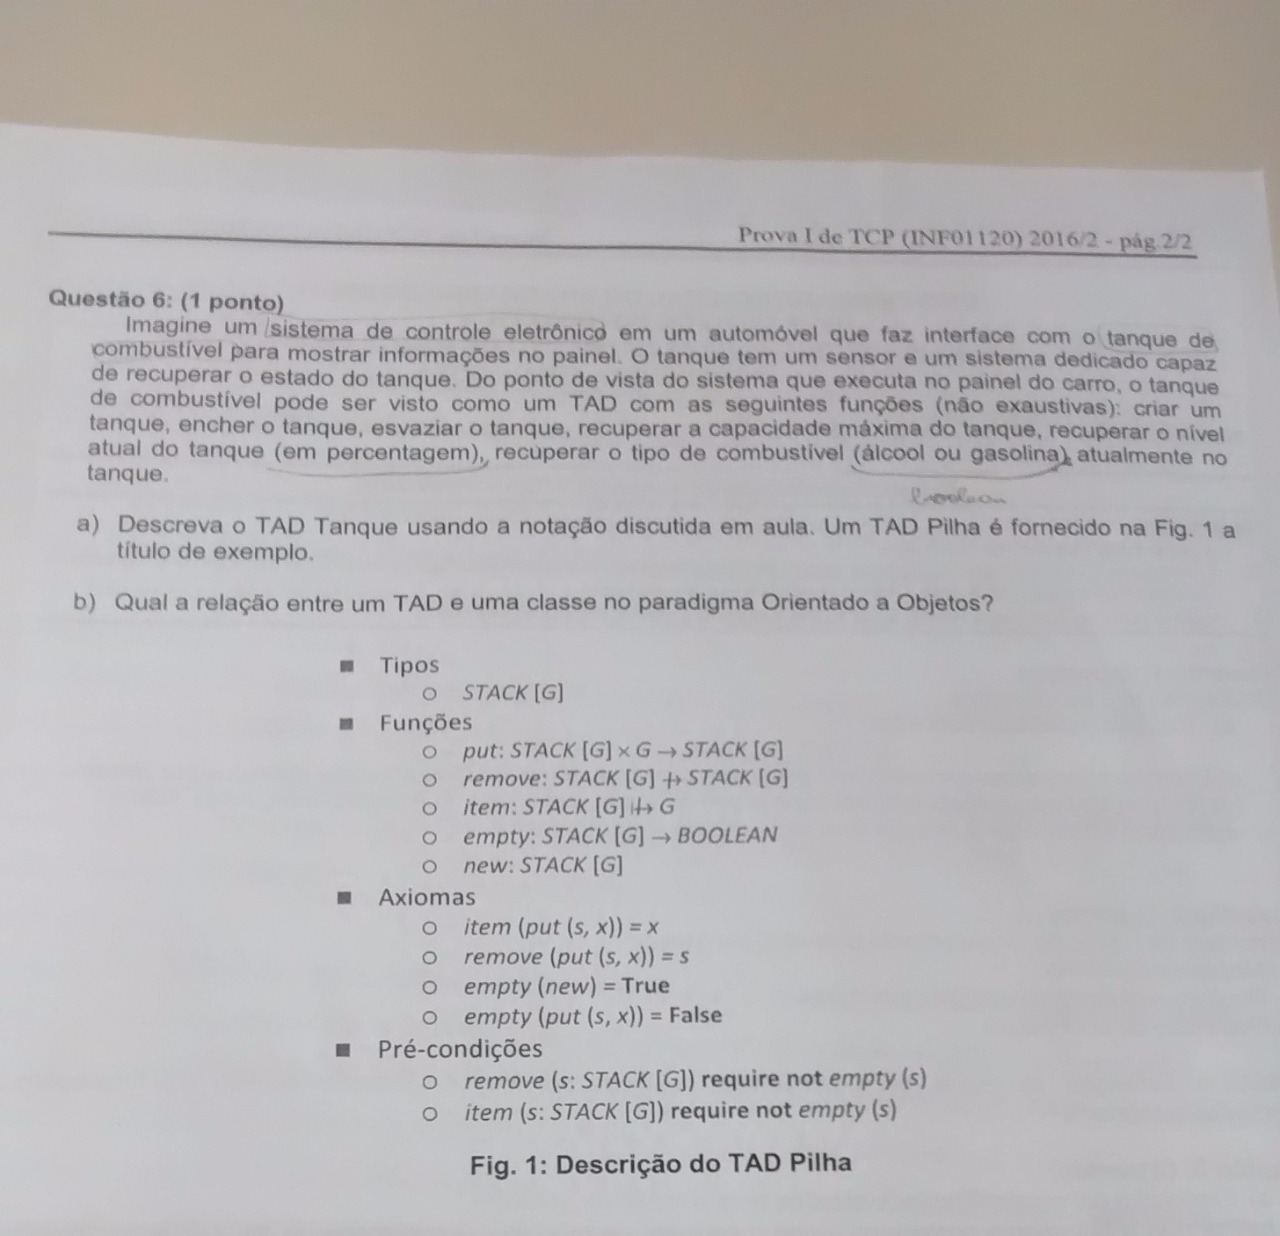 Prova I de TCP (INF01120) 2016/2 - pág.2/2
Questão 6: (1 ponto)
Imagine um sistema de controle eletrônico em um automóvel que faz interface com o tanque de
combustível para mostrar informações no painel. O tanque tem um sensor e um sistema dedicado capaz
de recuperar o estado do tanque. Do ponto de vista do sistema que executa no painel do carro, o tanque
de combustível pode ser visto como um TAD com as seguintes funções (não exaustivas): criar um
tanque, encher o tanque, esvaziar o tanque, recuperar a capacidade máxima do tanque, recuperar o nível
atual do tanque (em percentagem), recuperar o tipo de combustível (álcool ou gasolina) atualmente no
tanque.
boolean
a) Descreva o TAD Tanque usando a notação discutida em aula. Um TAD Pilha é fornecido na Fig. 1 a
título de exemplo.
b) Qual a relação entre um TAD e uma classe no paradigma Orientado a Objetos?
■ Tipos
○ STACK [G]
■ Funções
○ put: STACK [G] × G → STACK [G]
○ remove: STACK [G] ⇸ STACK [G]
○ item: STACK [G] ⇸ G
○ empty: STACK [G] → BOOLEAN
○ new: STACK [G]
■ Axiomas
○ item (put (s, x)) = x
○ remove (put (s, x)) = s
○ empty (new) = True
○ empty (put (s, x)) = False
■ Pré-condições
○ remove (s: STACK [G]) require not empty (s)
○ item (s: STACK [G]) require not empty (s)
Fig. 1: Descrição do TAD Pilha